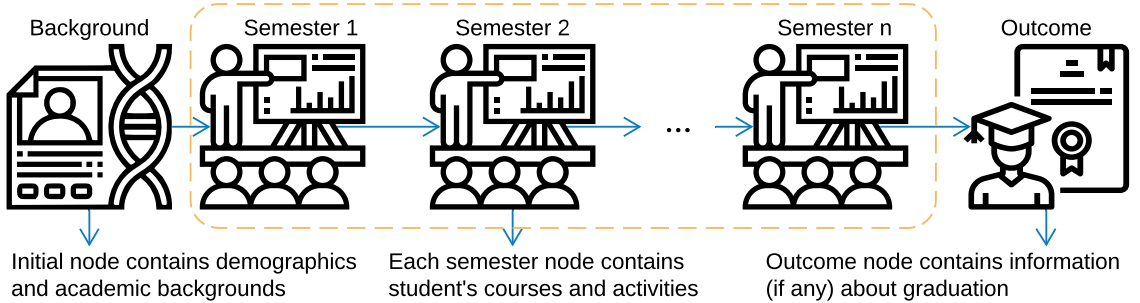 Background
Semester 1
Semester 2
Semester n
Outcome
...
Initial node contains demographics
and academic backgrounds
Each semester node contains
student's courses and activities
Outcome node contains information
(if any) about graduation